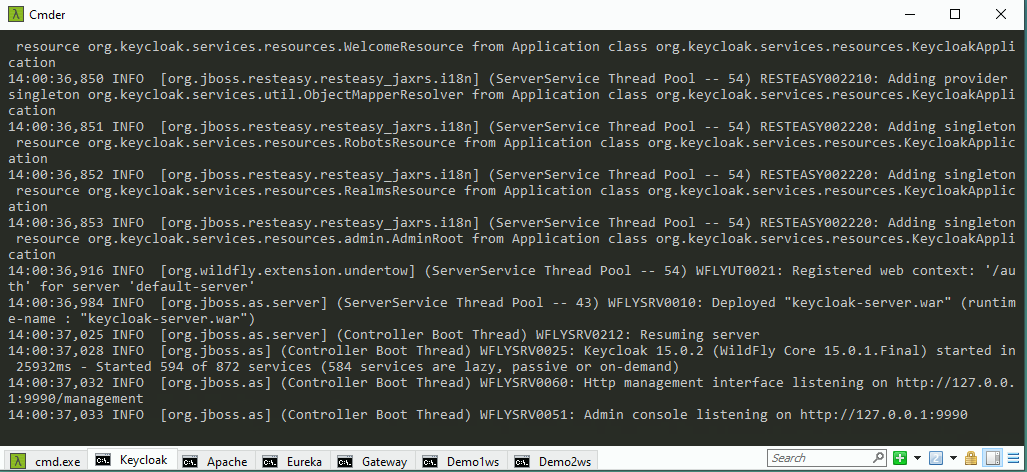 Cmder
resource org.keycloak.services.resources.WelcomeResource from Application class org.keycloak.services.resources.KeycloakAppli
cation
14:00:36,850 INFO  [org.jboss.resteasy.resteasy_jaxrs.i18n] (ServerService Thread Pool -- 54) RESTEASY002210: Adding provider
singleton org.keycloak.services.util.ObjectMapperResolver from Application class org.keycloak.services.resources.KeycloakAppli
cation
14:00:36,851 INFO  [org.jboss.resteasy.resteasy_jaxrs.i18n] (ServerService Thread Pool -- 54) RESTEASY002220: Adding singleton
resource org.keycloak.services.resources.RobotsResource from Application class org.keycloak.services.resources.KeycloakApplic
ation
14:00:36,852 INFO  [org.jboss.resteasy.resteasy_jaxrs.i18n] (ServerService Thread Pool -- 54) RESTEASY002220: Adding singleton
resource org.keycloak.services.resources.RealmsResource from Application class org.keycloak.services.resources.KeycloakApplic
ation
14:00:36,853 INFO  [org.jboss.resteasy.resteasy_jaxrs.i18n] (ServerService Thread Pool -- 54) RESTEASY002220: Adding singleton
resource org.keycloak.services.resources.admin.AdminRoot from Application class org.keycloak.services.resources.KeycloakAppli
cation
14:00:36,916 INFO  [org.wildfly.extension.undertow] (ServerService Thread Pool -- 54) WFLYUT0021: Registered web context: '/au
th' for server 'default-server'
14:00:36,984 INFO  [org.jboss.as.server] (ServerService Thread Pool -- 43) WFLYSRV0010: Deployed "keycloak-server.war" (runtim
e-name : "keycloak-server.war")
14:00:37,025 INFO  [org.jboss.as.server] (Controller Boot Thread) WFLYSRV0212: Resuming server
14:00:37,028 INFO  [org.jboss.as] (Controller Boot Thread) WFLYSRV0025: Keycloak 15.0.2 (WildFly Core 15.0.1.Final) started in
25932ms - Started 594 of 872 services (584 services are lazy, passive or on-demand)
14:00:37,032 INFO  [org.jboss.as] (Controller Boot Thread) WFLYSRV0060: Http management interface listening on http://127.0.0.
1:9990/management
14:00:37,033 INFO  [org.jboss.as] (Controller Boot Thread) WFLYSRV0051: Admin console listening on http://127.0.0.1:9990
λ cmd.exe Keycloak Apache Eureka Gateway Demo1ws Demo2ws Search